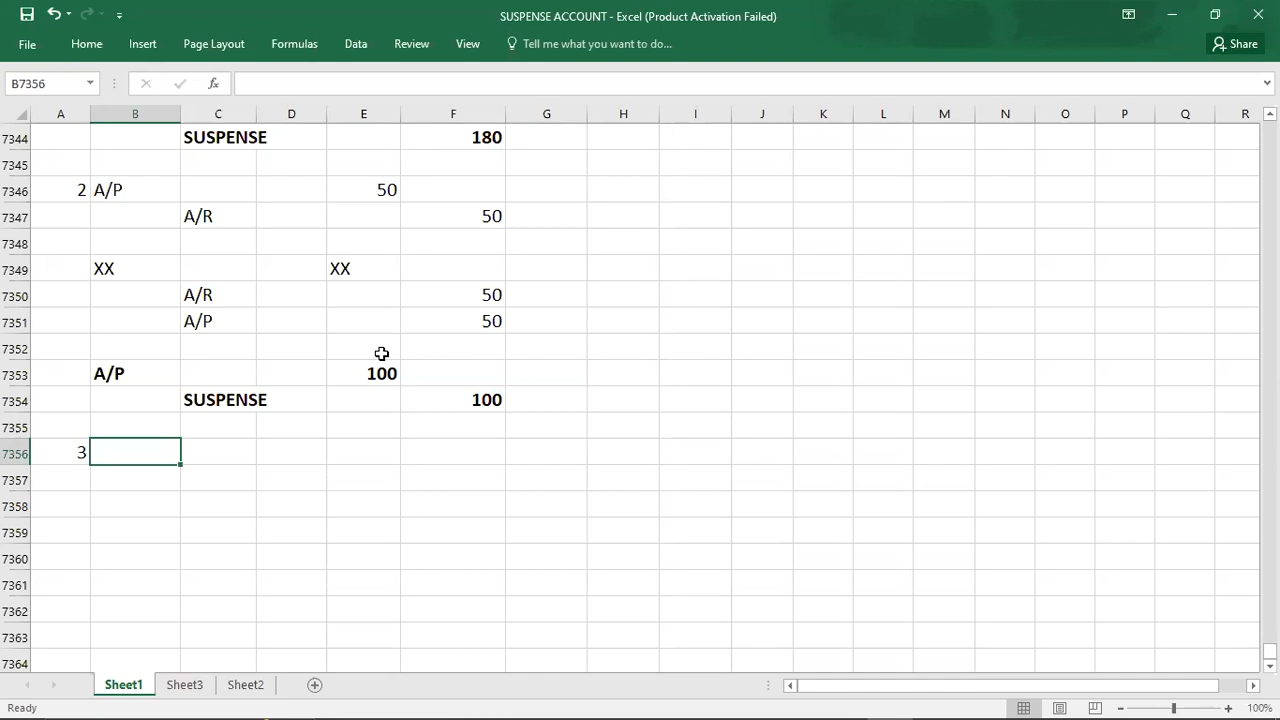 SUSPENSE ACCOUNT - Excel (Product Activation Failed)
File Home Insert Page Layout Formulas Data Review View Tell me what you want to do... Share
B7356 fx
A B C D E F G H I J K L M N O P Q R
7344 SUSPENSE 180
7345
7346 2 A/P 50
7347 A/R 50
7348
7349 XX XX
7350 A/R 50
7351 A/P 50
7352
7353 A/P 100
7354 SUSPENSE 100
7355
7356 3
7357
7358
7359
7360
7361
7362
7363
7364
Sheet1 Sheet3 Sheet2
Ready 100%